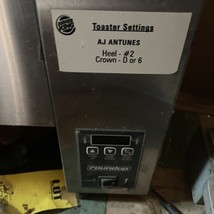 Toaster Settings
AJ ANTUNES
Heel - #2
Crown - D or 6
roundup